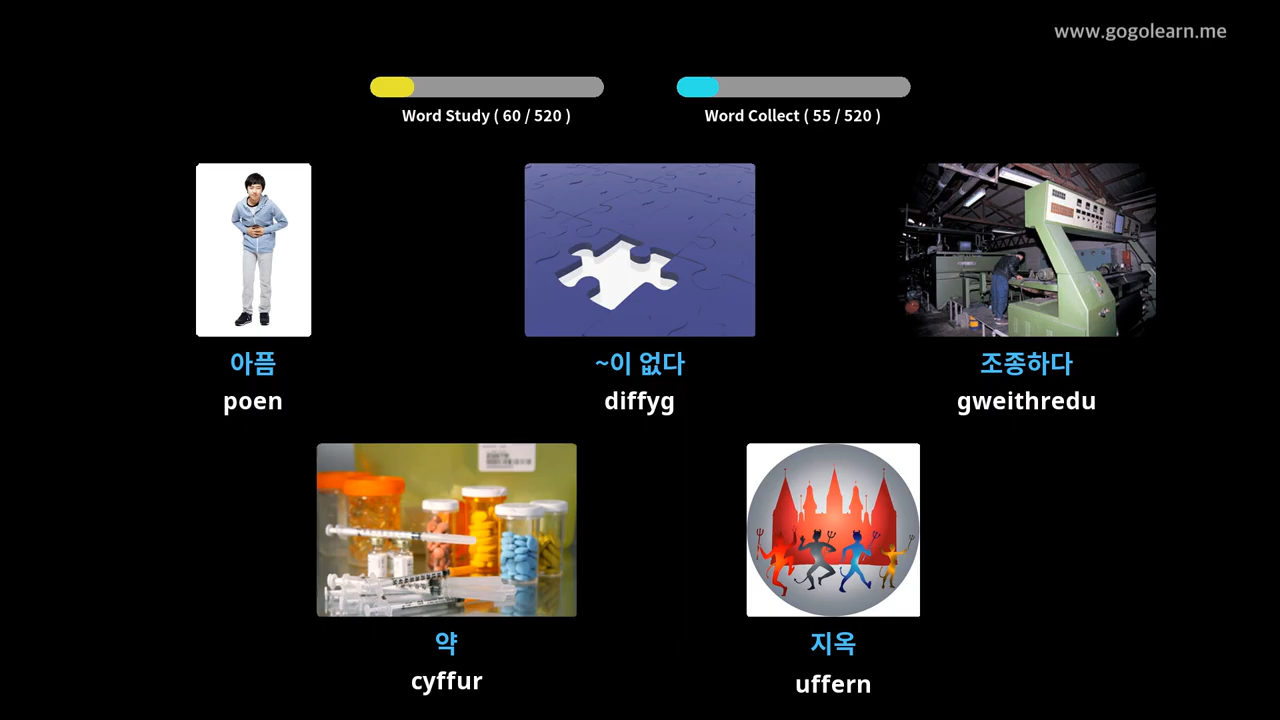 www.gogolearn.me
Word Study ( 60 / 520 )
Word Collect ( 55 / 520 )
아픔
poen
~이 없다
diffyg
조종하다
gweithredu
약
cyffur
지옥
uffern